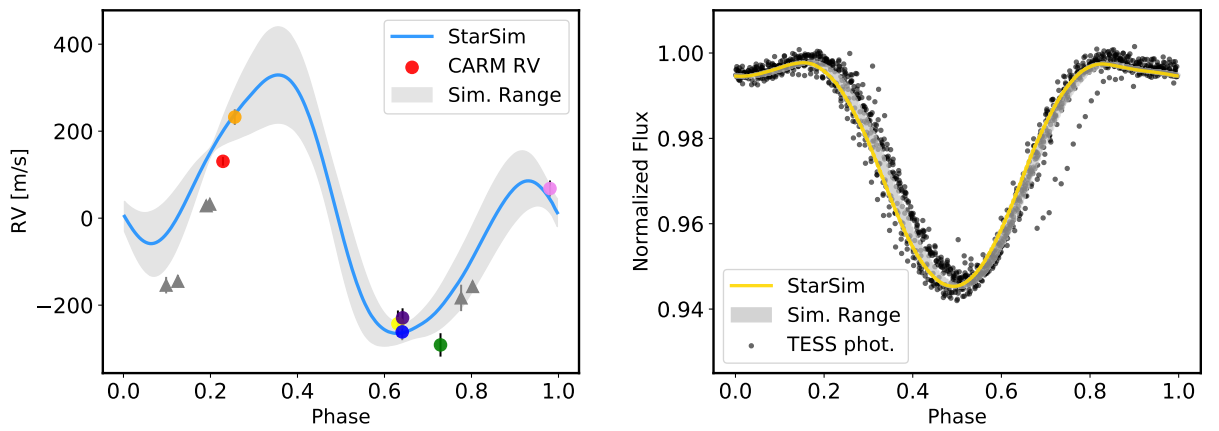 400
200
0
−200
RV [m/s]
StarSim
CARM RV
Sim. Range
0.0 0.2 0.4 0.6 0.8 1.0
Phase
1.00
0.98
0.96
0.94
Normalized Flux
StarSim
Sim. Range
TESS phot.
0.0 0.2 0.4 0.6 0.8 1.0
Phase